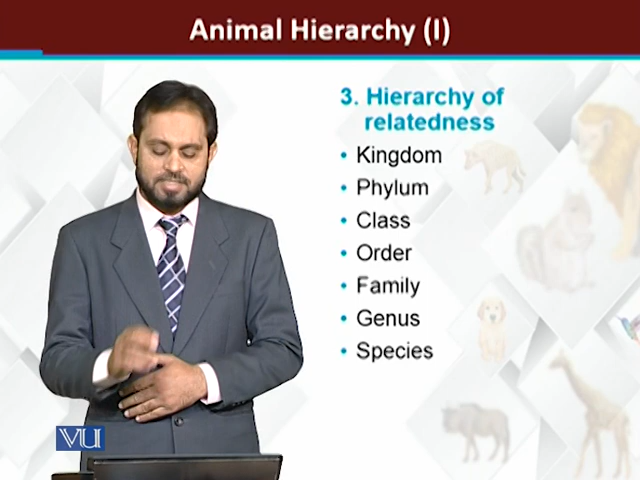 Animal Hierarchy (I)
3. Hierarchy of
relatedness
• Kingdom
• Phylum
• Class
• Order
• Family
• Genus
• Species
VU